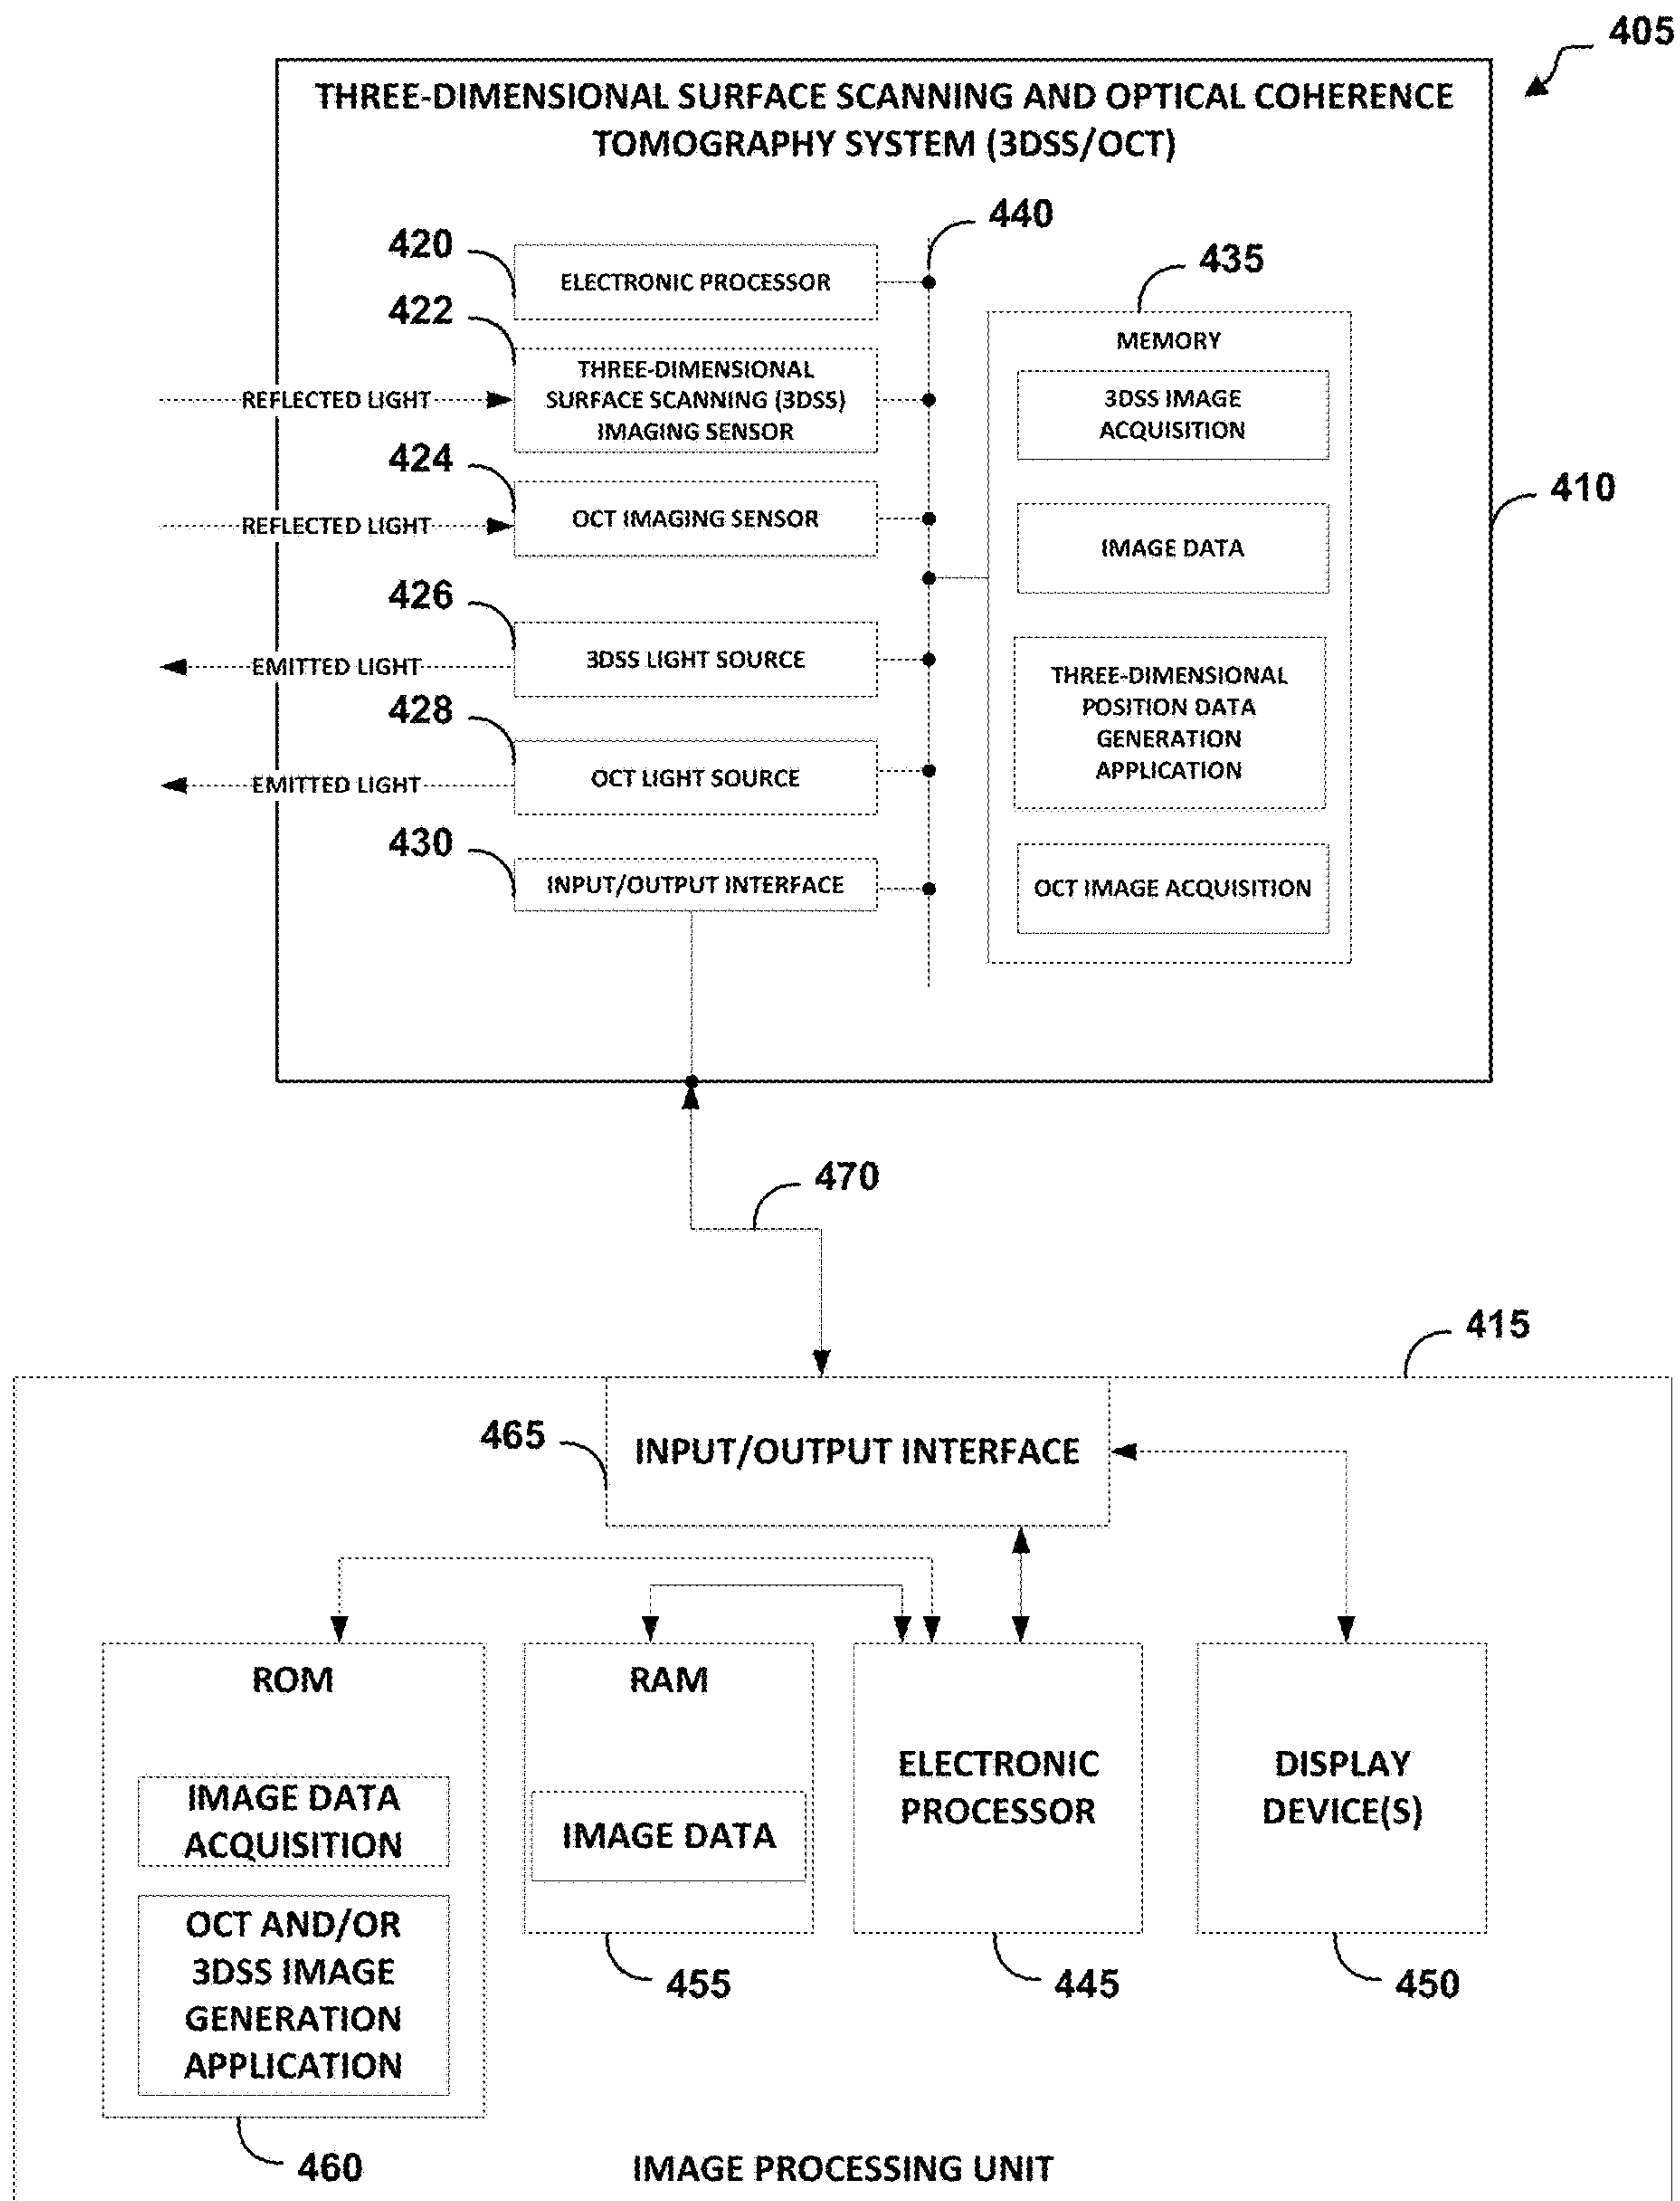 405
THREE-DIMENSIONAL SURFACE SCANNING AND OPTICAL COHERENCE
TOMOGRAPHY SYSTEM (3DSS/OCT)
440
420
ELECTRONIC PROCESSOR
435
MEMORY
422
THREE-DIMENSIONAL
SURFACE SCANNING (3DSS)
IMAGING SENSOR
REFLECTED LIGHT
3DSS IMAGE
ACQUISITION
424
OCT IMAGING SENSOR
REFLECTED LIGHT
410
IMAGE DATA
426
3DSS LIGHT SOURCE
EMITTED LIGHT
THREE-DIMENSIONAL
POSITION DATA
GENERATION
APPLICATION
428
OCT LIGHT SOURCE
EMITTED LIGHT
430
INPUT/OUTPUT INTERFACE
OCT IMAGE ACQUISITION
470
415
465
INPUT/OUTPUT INTERFACE
ROM
IMAGE DATA
ACQUISITION
OCT AND/OR
3DSS IMAGE
GENERATION
APPLICATION
460
RAM
IMAGE DATA
455
ELECTRONIC
PROCESSOR
445
DISPLAY
DEVICE(S)
450
IMAGE PROCESSING UNIT